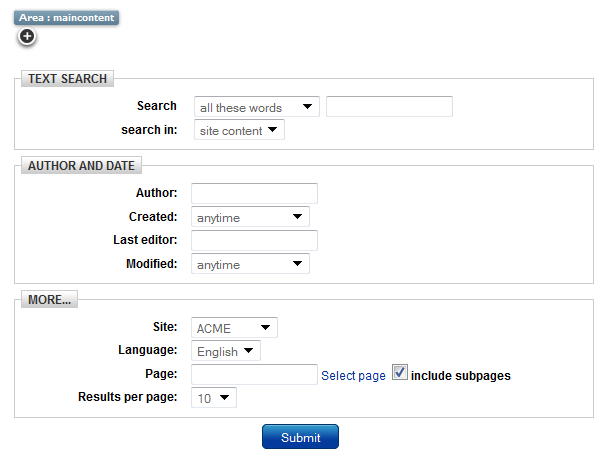 Area : maincontent
TEXT SEARCH
Search all these words
search in: site content
AUTHOR AND DATE
Author:
Created: anytime
Last editor:
Modified: anytime
MORE...
Site: ACME
Language: English
Page: Select page include subpages
Results per page: 10
Submit